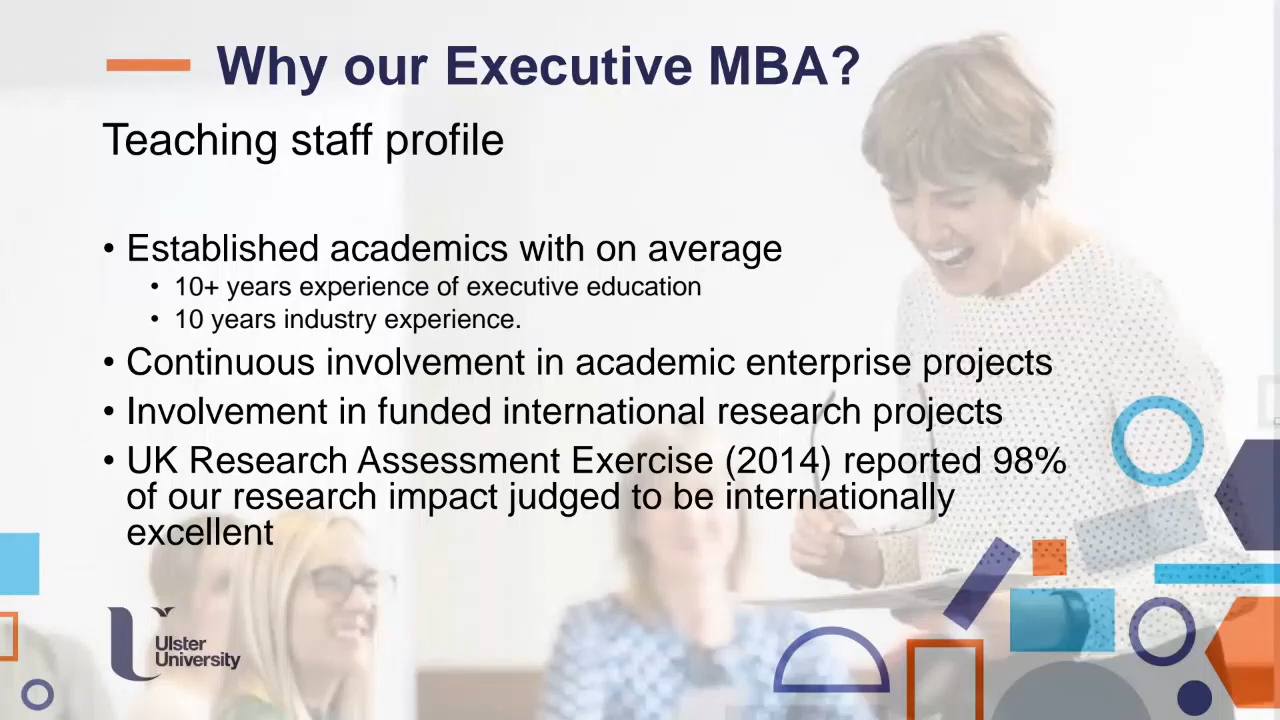 Why our Executive MBA?
Teaching staff profile
• Established academics with on average
• 10+ years experience of executive education
• 10 years industry experience.
• Continuous involvement in academic enterprise projects
• Involvement in funded international research projects
• UK Research Assessment Exercise (2014) reported 98%
of our research impact judged to be internationally
excellent
Ulster
University